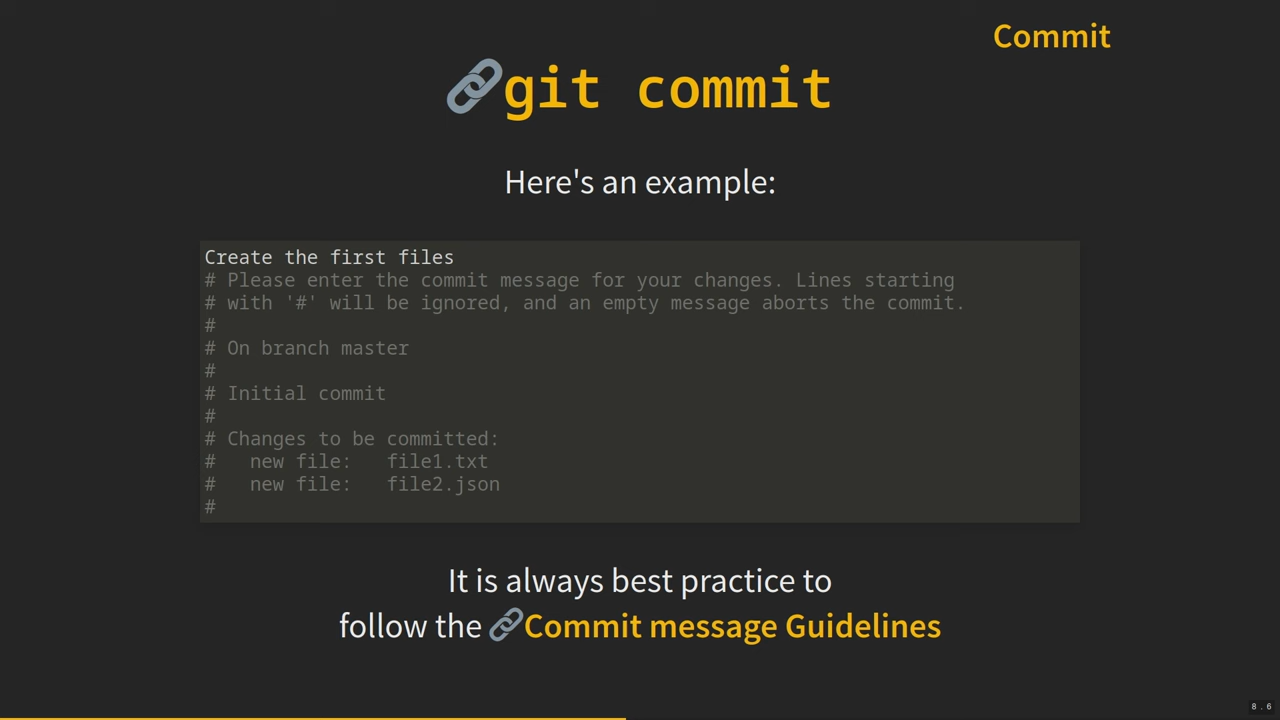 Commit
git commit
Here's an example:
Create the first files
# Please enter the commit message for your changes. Lines starting
# with '#' will be ignored, and an empty message aborts the commit.
#
# On branch master
#
# Initial commit
#
# Changes to be committed:
#   new file:   file1.txt
#   new file:   file2.json
#
It is always best practice to
follow the Commit message Guidelines
8.6